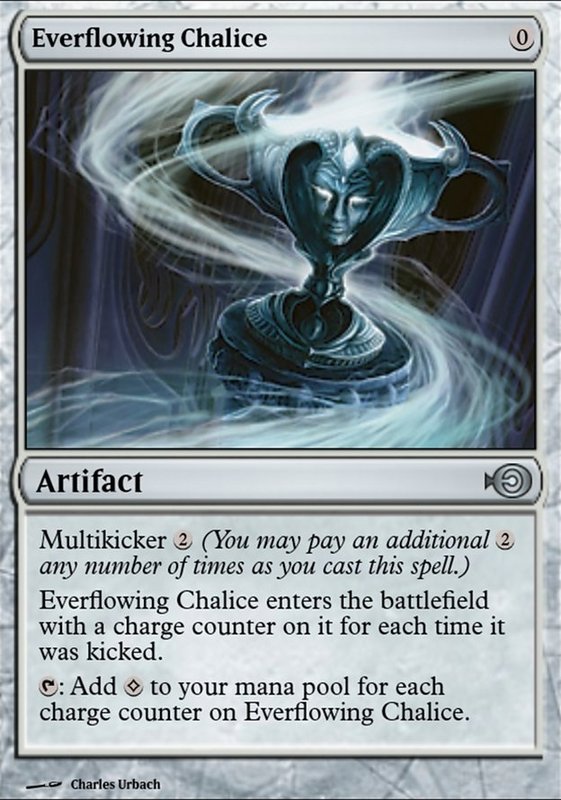 Everflowing Chalice 0
Artifact
Multikicker 2 (You may pay an additional 2
any number of times as you cast this spell.)
Everflowing Chalice enters the battlefield
with a charge counter on it for each time it
was kicked.
: Add to your mana pool for each
charge counter on Everflowing Chalice.
Charles Urbach